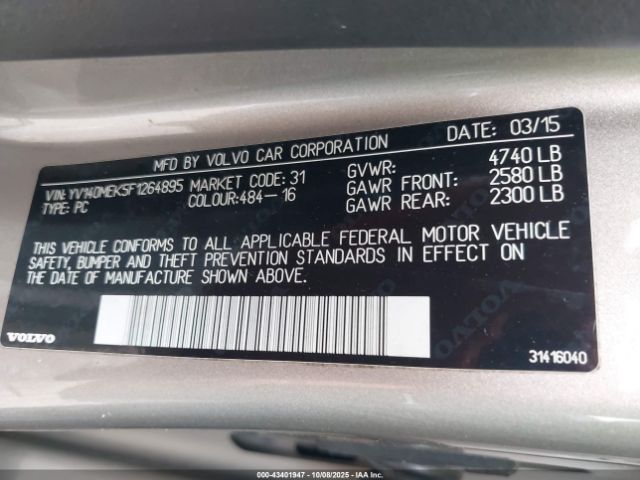 MFD BY VOLVO CAR CORPORATION DATE: 03/15
VIN: YV140MEK5F1264895 MARKET CODE: 31 GVWR: 4740 LB
TYPE: PC COLOUR:484-16 GAWR FRONT: 2580 LB
GAWR REAR: 2300 LB
THIS VEHICLE CONFORMS TO ALL APPLICABLE FEDERAL MOTOR VEHICLE
SAFETY, BUMPER AND THEFT PREVENTION STANDARDS IN EFFECT ON
THE DATE OF MANUFACTURE SHOWN ABOVE.
VOLVO
31416040
000-43401947 | 10/08/2025 | IAAI.CA